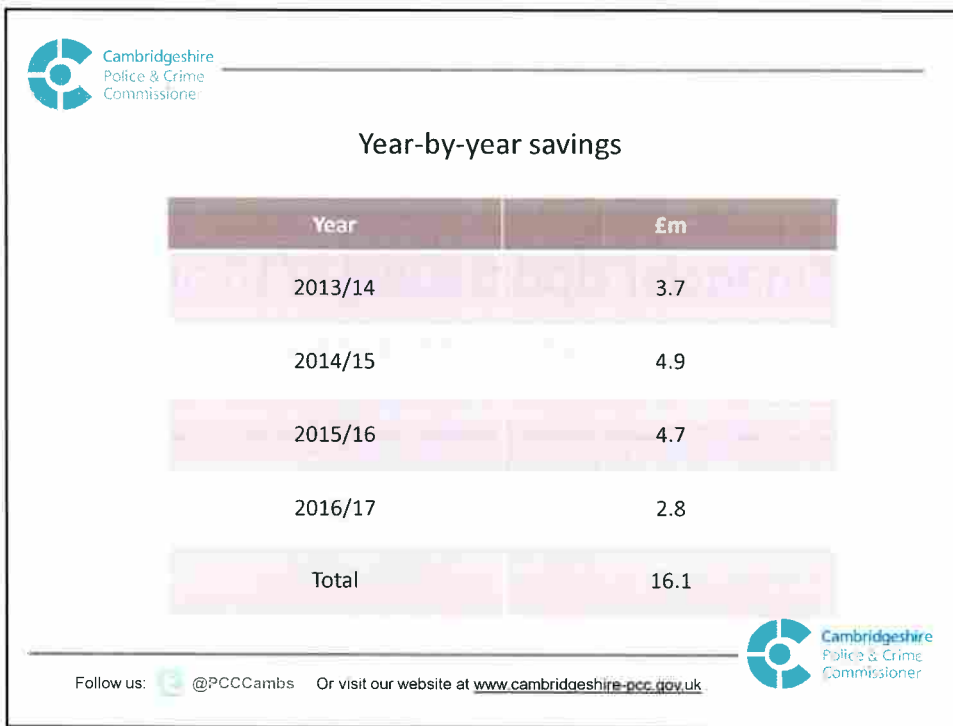 Cambridgeshire
Police & Crime
Commissioner
Year-by-year savings
Year £m
2013/14 3.7
2014/15 4.9
2015/16 4.7
2016/17 2.8
Total 16.1
Cambridgeshire
Police & Crime
Commissioner
Follow us: @PCCCambs Or visit our website at www.cambridgeshire-pcc.gov.uk